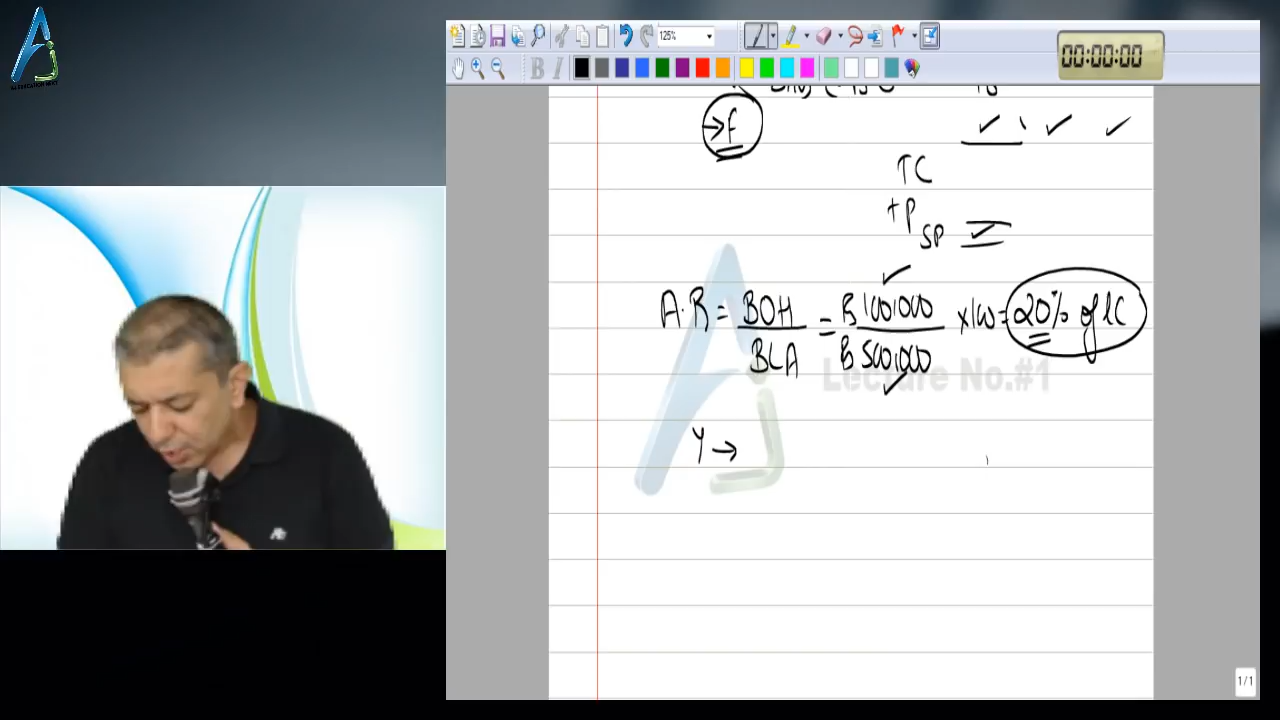 125%
00:00:00
→F
TC
+P
SP
A.R = BOH / BLA = B 100,000 / B 500,000 x100 = 20% of LC
Lecture No.#1
Y →
1/1